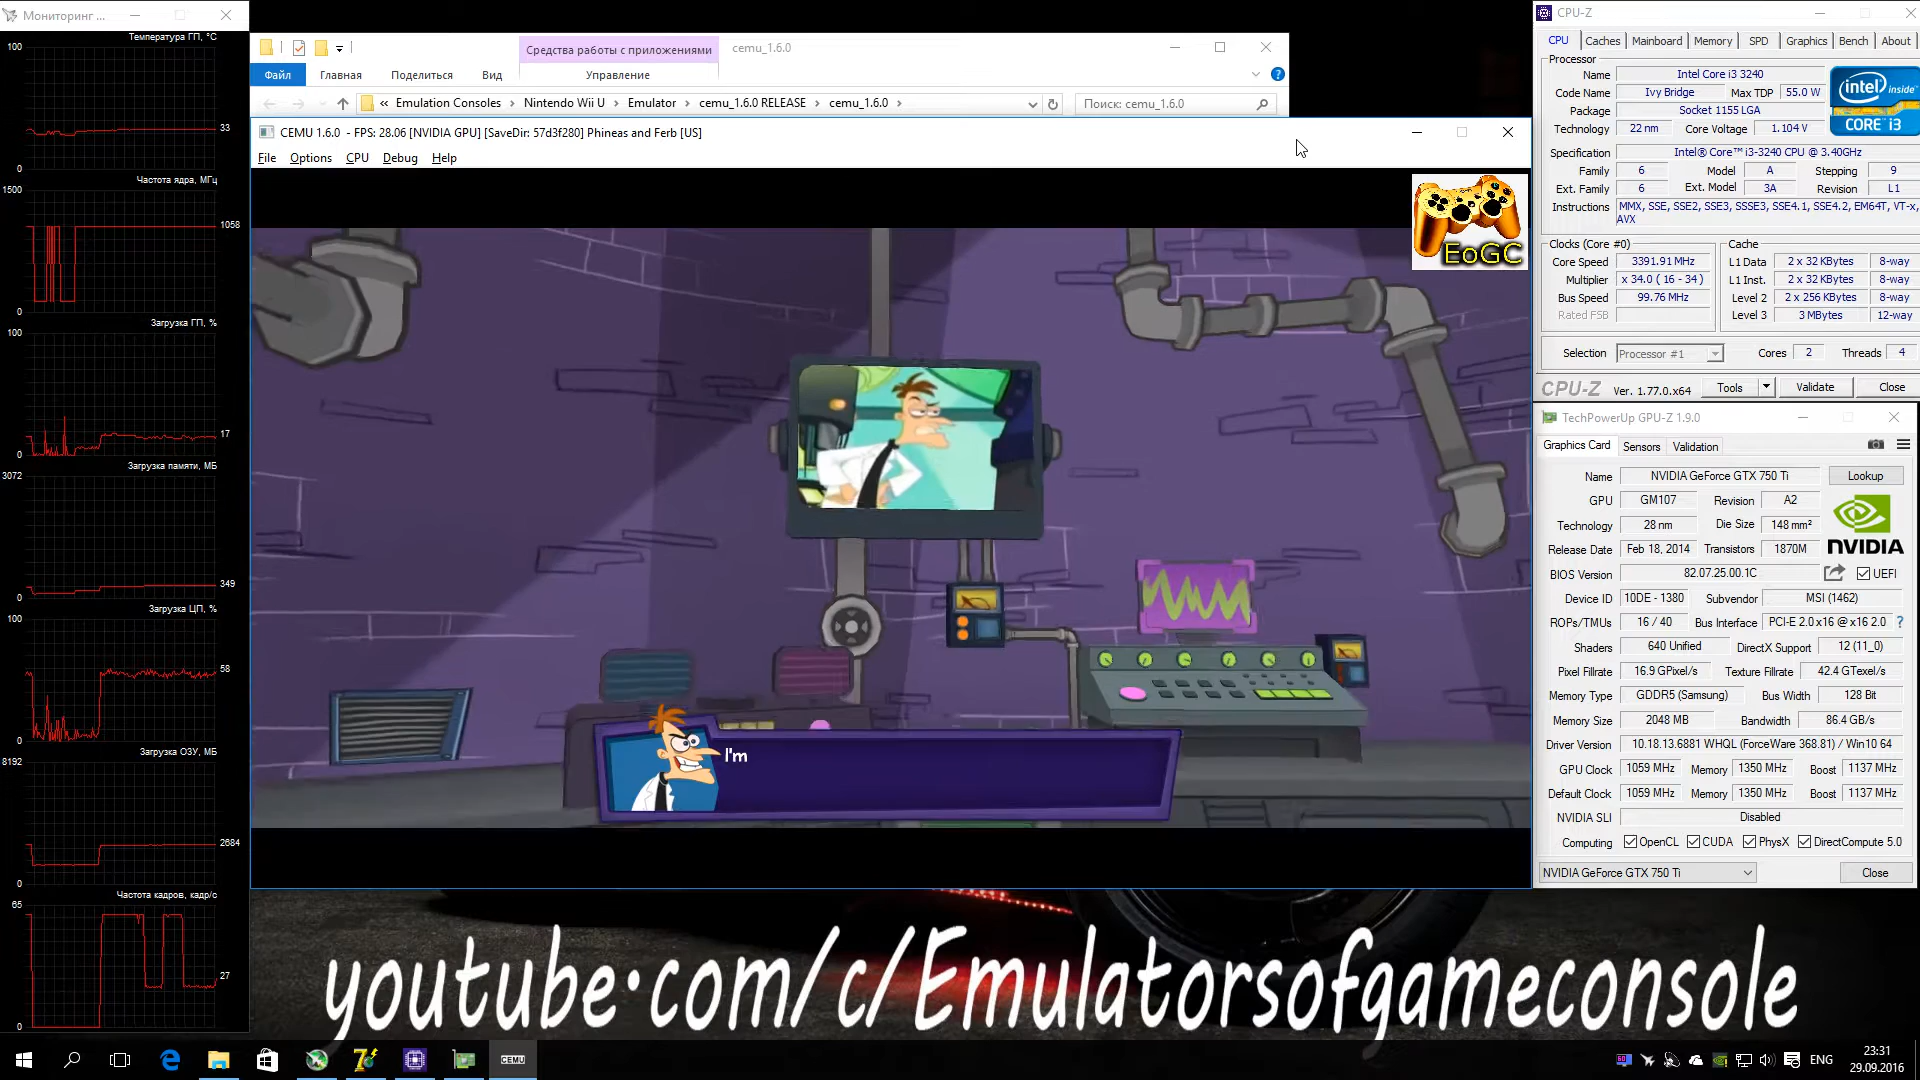 Мониторинг ...
Температура ГП, °C
100
33
0
Частота ядра, МГц
1500
1058
0
Загрузка ГП, %
100
17
0
Загрузка памяти, МБ
3072
349
0
Загрузка ЦП, %
100
58
0
Загрузка ОЗУ, МБ
8192
2684
0
Частота кадров, кадр/с
65
27
0
Средства работы с приложениями
cemu_1.6.0
Файл
Главная
Поделиться
Вид
Управление
« Emulation Consoles › Nintendo Wii U › Emulator › cemu_1.6.0 RELEASE › cemu_1.6.0 ›
Поиск: cemu_1.6.0
CEMU 1.6.0 - FPS: 28.06 [NVIDIA GPU] [SaveDir: 57d3f280] Phineas and Ferb [US]
File Options CPU Debug Help
EoGC
I'm
CPU-Z
CPU Caches Mainboard Memory SPD Graphics Bench About
Processor
Name Intel Core i3 3240
Code Name Ivy Bridge Max TDP 55.0 W
Package Socket 1155 LGA
Technology 22 nm Core Voltage 1.104 V
intel inside
CORE i3
Specification Intel® Core™ i3-3240 CPU @ 3.40GHz
Family 6 Model A Stepping 9
Ext. Family 6 Ext. Model 3A Revision L1
Instructions MMX, SSE, SSE2, SSE3, SSSE3, SSE4.1, SSE4.2, EM64T, VT-x,
AVX
Clocks (Core #0)
Core Speed 3391.91 MHz
Multiplier x 34.0 ( 16 - 34 )
Bus Speed 99.76 MHz
Rated FSB
Cache
L1 Data 2 x 32 KBytes 8-way
L1 Inst. 2 x 32 KBytes 8-way
Level 2 2 x 256 KBytes 8-way
Level 3 3 MBytes 12-way
Selection Processor #1 Cores 2 Threads 4
CPU-Z Ver. 1.77.0.x64 Tools Validate Close
TechPowerUp GPU-Z 1.9.0
Graphics Card Sensors Validation
Name NVIDIA GeForce GTX 750 Ti Lookup
GPU GM107 Revision A2
Technology 28 nm Die Size 148 mm²
Release Date Feb 18, 2014 Transistors 1870M
NVIDIA
BIOS Version 82.07.25.00.1C UEFI
Device ID 10DE - 1380 Subvendor MSI (1462)
ROPs/TMUs 16 / 40 Bus Interface PCI-E 2.0 x16 @ x16 2.0 ?
Shaders 640 Unified DirectX Support 12 (11_0)
Pixel Fillrate 16.9 GPixel/s Texture Fillrate 42.4 GTexel/s
Memory Type GDDR5 (Samsung) Bus Width 128 Bit
Memory Size 2048 MB Bandwidth 86.4 GB/s
Driver Version 10.18.13.6881 WHQL (ForceWare 368.81) / Win10 64
GPU Clock 1059 MHz Memory 1350 MHz Boost 1137 MHz
Default Clock 1059 MHz Memory 1350 MHz Boost 1137 MHz
NVIDIA SLI Disabled
Computing OpenCL CUDA PhysX DirectCompute 5.0
NVIDIA GeForce GTX 750 Ti Close
youtube.com/c/Emulatorsofgameconsole
CEMU
ENG
23:31
29.09.2016